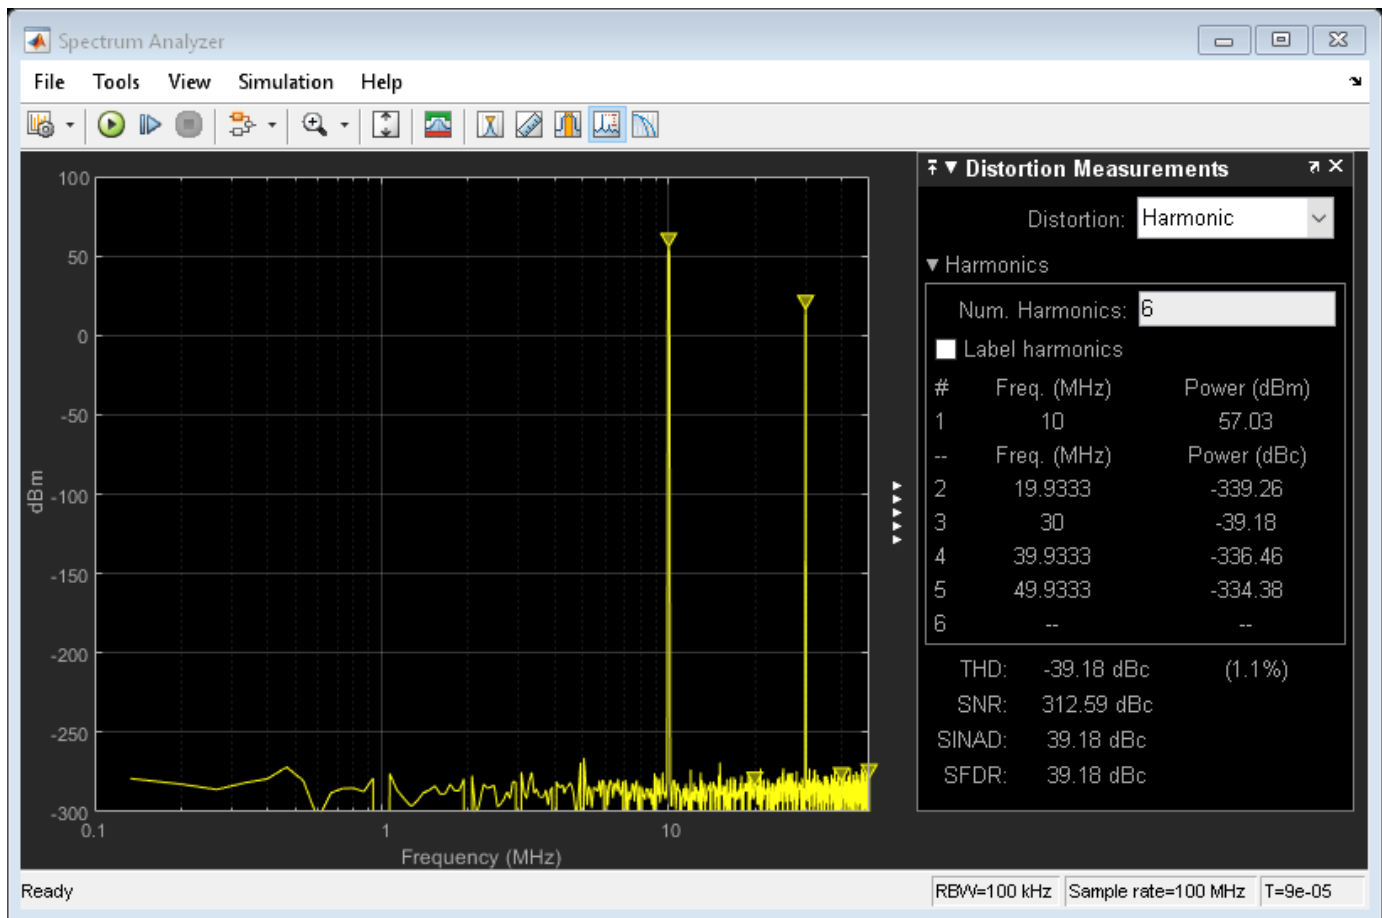 Spectrum Analyzer
File Tools View Simulation Help
Distortion Measurements
Distortion: Harmonic
Harmonics
Num. Harmonics: 6
Label harmonics
# Freq. (MHz) Power (dBm)
1 10 57.03
-- Freq. (MHz) Power (dBc)
2 19.9333 -339.26
3 30 -39.18
4 39.9333 -336.46
5 49.9333 -334.38
6 -- --
THD: -39.18 dBc (1.1%)
SNR: 312.59 dBc
SINAD: 39.18 dBc
SFDR: 39.18 dBc
100
50
0
-50
-100
-150
-200
-250
-300
dBm
0.1 1 10
Frequency (MHz)
Ready RBW=100 kHz Sample rate=100 MHz T=9e-05